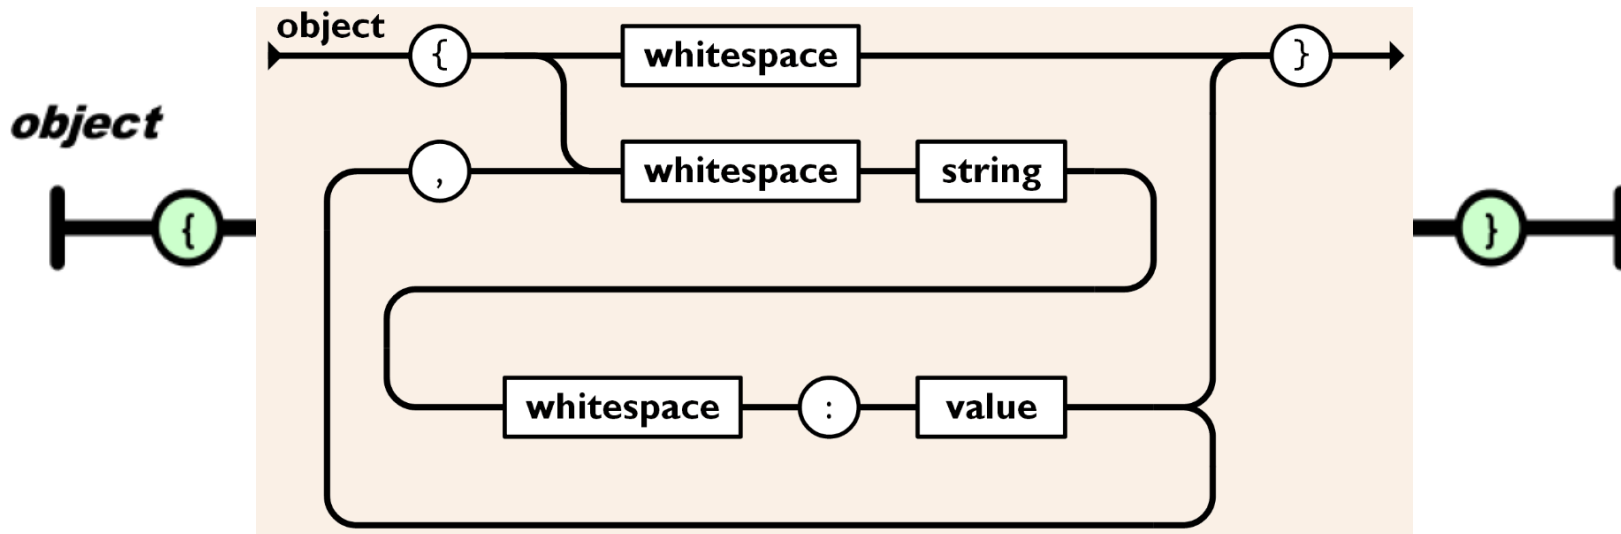 object
{ whitespace }
object
, whitespace string
{ }
whitespace : value